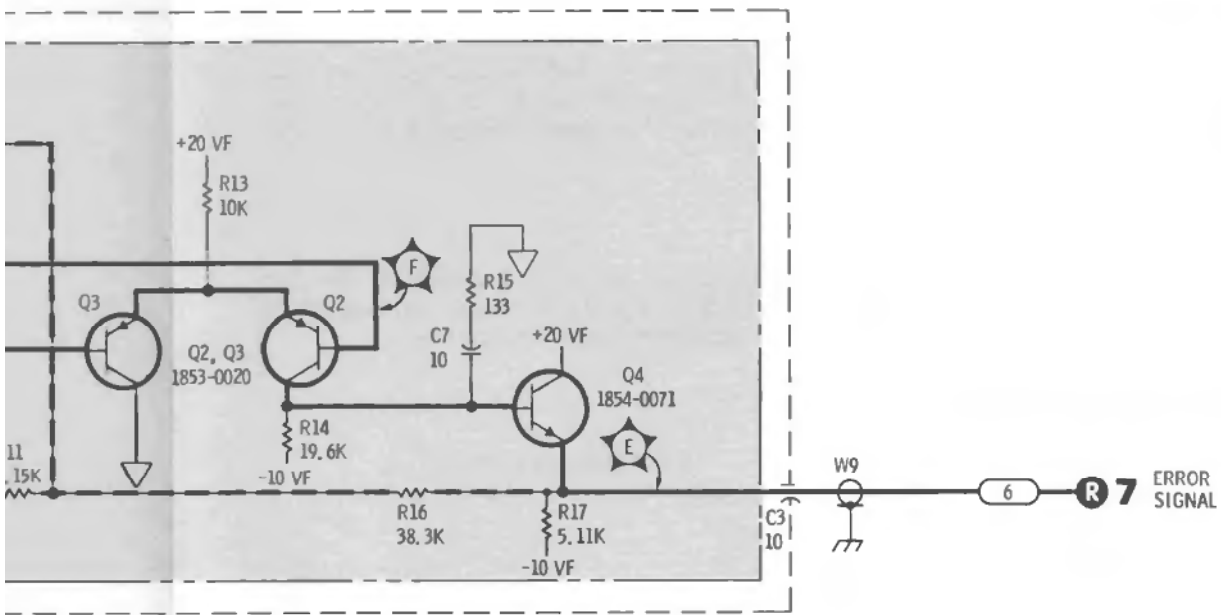 +20 VF
R13
10K
F
Q3
Q2
R15
133
+20 VF
C7
10
Q2, Q3
1853-0020
Q4
1854-0071
R14
19.6K
-10 VF
E
11
.15K
W9
6
R 7 ERROR
SIGNAL
R16
38.3K
R17
5.11K
-10 VF
C3
10